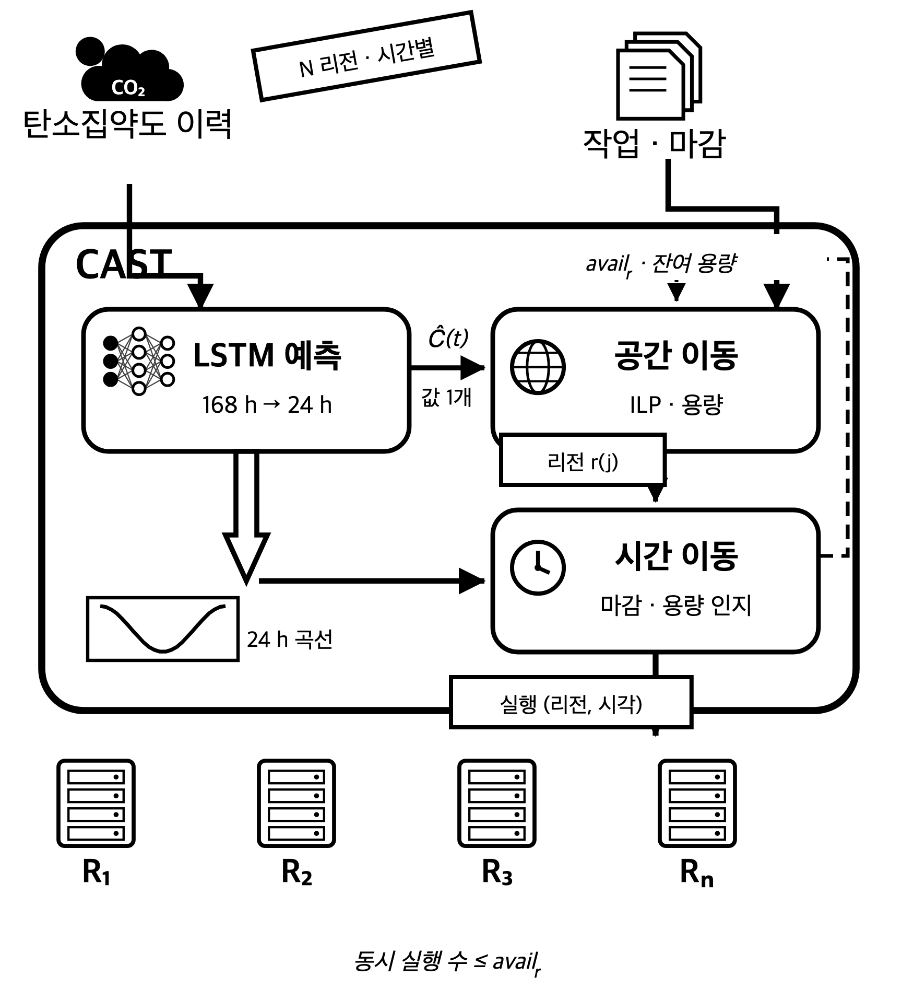 N 리전 · 시간별
CO₂
탄소집약도 이력
작업 · 마감
CAST
availᵣ · 잔여 용량
LSTM 예측
168 h → 24 h
Ĉ(t)
값 1개
공간 이동
ILP · 용량
리전 r(j)
시간 이동
마감 · 용량 인지
24 h 곡선
실행 (리전, 시각)
R₁
R₂
R₃
Rₙ
동시 실행 수 ≤ availᵣ